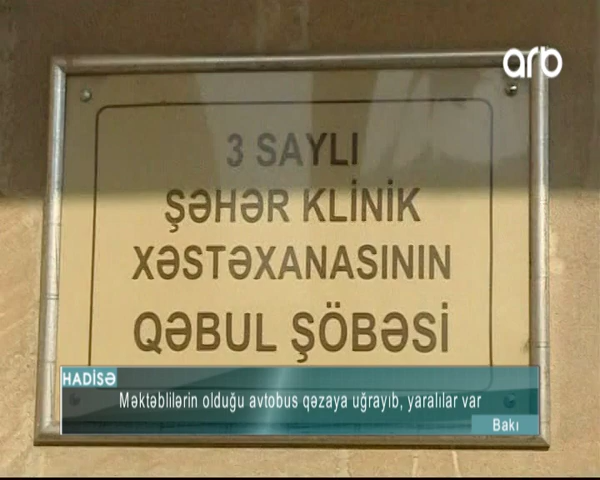 arb
3 SAYLI
ŞƏHƏR KLİNİK
XƏSTƏXANASININ
QƏBUL ŞÖBƏSİ
HADİSƏ
Məktəblilərin olduğu avtobus qəzaya uğrayıb, yaralılar var
Bakı